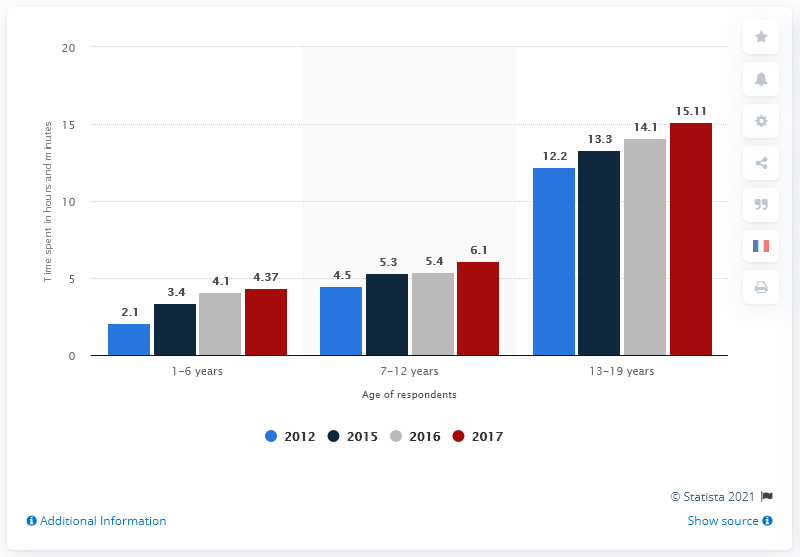 20
15
10
5
0
Time spent in hours and minutes
2.1
3.4
4.1
4.37
4.5
5.3
5.4
6.1
12.2
13.3
14.1
15.11
1-6 years
7-12 years
13-19 years
Age of respondents
2012 2015 2016 2017
© Statista 2021
Additional Information
Show source